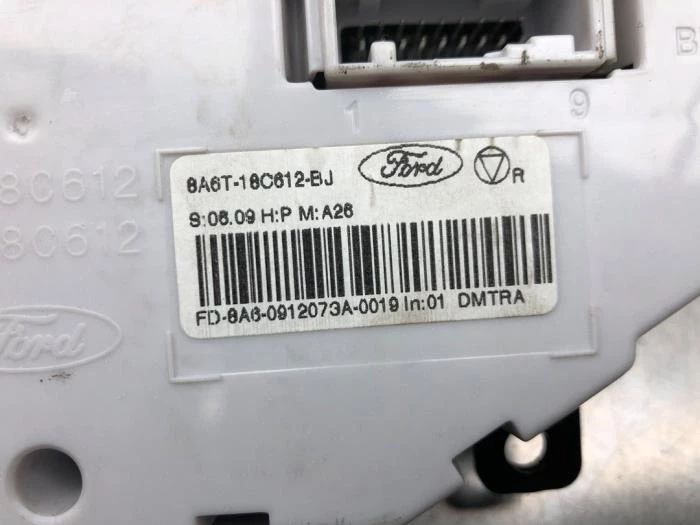 B
1
9
8A6T-18C612-BJ
Ford
R
S:06.09 H:P M:A26
FD-8A6-0912073A-0019 In:01 DMTRA
8C612
8C612
Ford